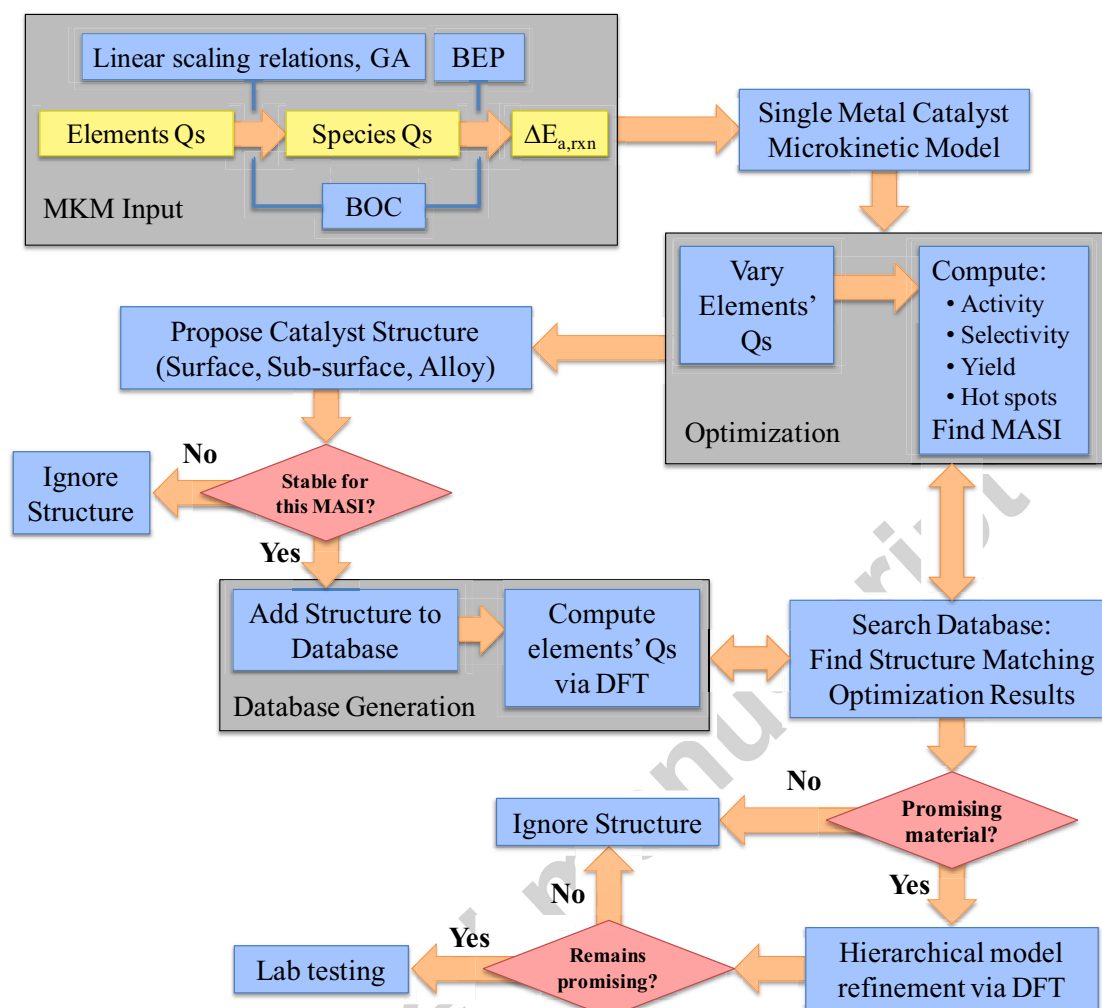 Linear scaling relations, GA
BEP
Elements Qs
Species Qs
ΔEa,rxn
BOC
MKM Input
Single Metal Catalyst
Microkinetic Model
Vary
Elements’
Qs
Compute:
• Activity
• Selectivity
• Yield
• Hot spots
Find MASI
Optimization
Propose Catalyst Structure
(Surface, Sub-surface, Alloy)
No
Stable for
this MASI?
Ignore
Structure
Yes
Add Structure to
Database
Compute
elements’ Qs
via DFT
Database Generation
Search Database:
Find Structure Matching
Optimization Results
No
Promising
material?
Ignore Structure
Yes
No
Hierarchical model
refinement via DFT
Remains
promising?
Yes
Lab testing